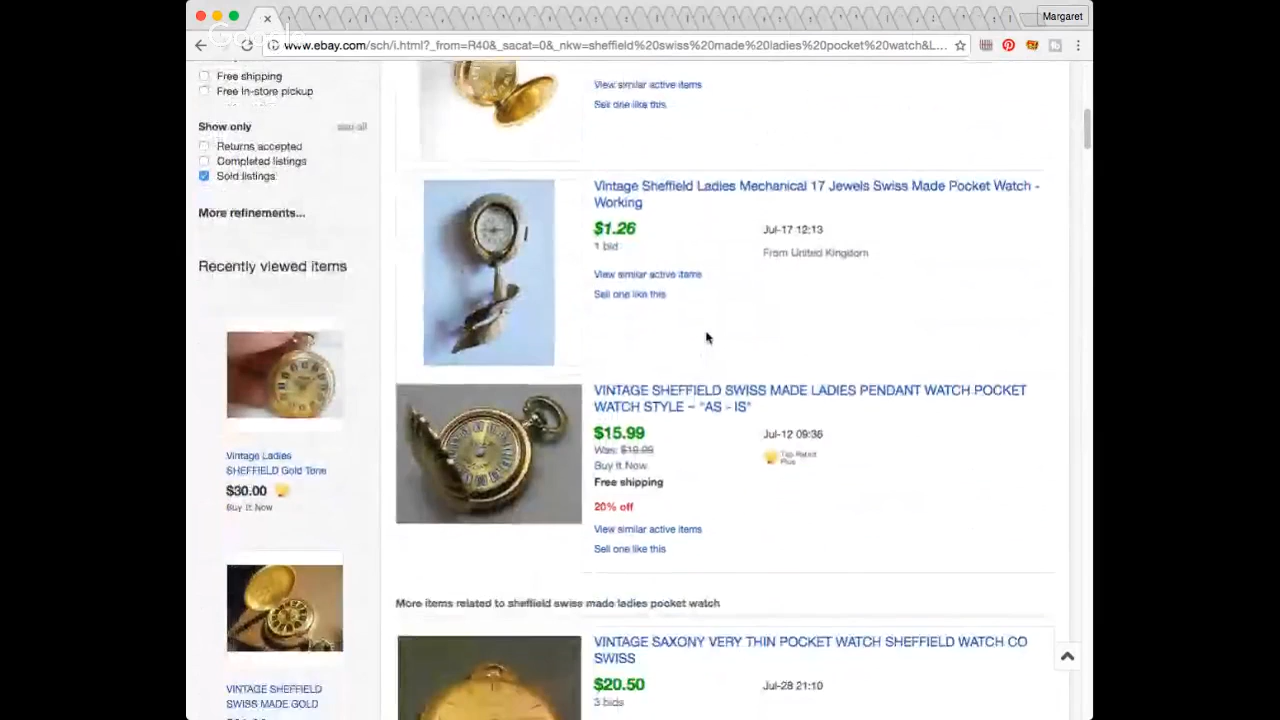 Margaret
Google
www.ebay.com/sch/i.html?_from=R40&_sacat=0&_nkw=sheffield%20swiss%20made%20ladies%20pocket%20watch&L...
Free shipping
Free In-store pickup
Show only
see all
Returns accepted
Completed listings
Sold listings
More refinements...
Recently viewed items
Vintage Ladies
SHEFFIELD Gold Tone
$30.00
Buy It Now
VINTAGE SHEFFIELD
SWISS MADE GOLD
View similar active items
Sell one like this
Vintage Sheffield Ladies Mechanical 17 Jewels Swiss Made Pocket Watch -
Working
$1.26
Jul-17 12:13
1 bid
From United Kingdom
View similar active items
Sell one like this
VINTAGE SHEFFIELD SWISS MADE LADIES PENDANT WATCH POCKET
WATCH STYLE ~ "AS - IS"
$15.99
Jul-12 09:36
Was: $19.99
Top Rated
Plus
Buy It Now
Free shipping
20% off
View similar active items
Sell one like this
More items related to sheffield swiss made ladies pocket watch
VINTAGE SAXONY VERY THIN POCKET WATCH SHEFFIELD WATCH CO
SWISS
$20.50
Jul-28 21:10
3 bids